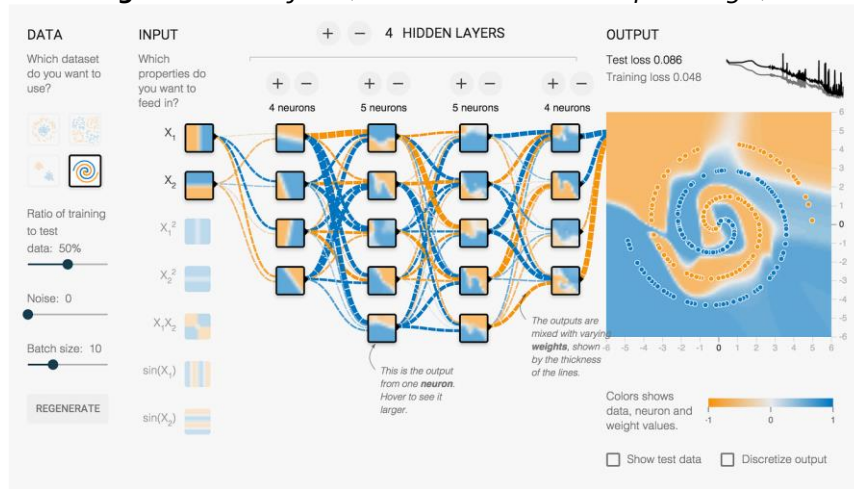 DATA
Which dataset
do you want to
use?
Ratio of training
to test
data: 50%
Noise: 0
Batch size: 10
REGENERATE
INPUT
Which
properties do
you want to
feed in?
X₁
X₂
X₁²
X₂²
X₁X₂
sin(X₁)
sin(X₂)
+ − 4 HIDDEN LAYERS
+ − + − + − + −
4 neurons 5 neurons 5 neurons 4 neurons
This is the output
from one neuron.
Hover to see it
larger.
The outputs are
mixed with varying
weights, shown
by the thickness
of the lines.
OUTPUT
Test loss 0.086
Training loss 0.048
6
5
4
3
2
1
0
-1
-2
-3
-4
-5
-6
-6 -5 -4 -3 -2 -1 0 1 2 3 4 5 6
Colors shows
data, neuron and
weight values.
-1 0 1
Show test data Discretize output